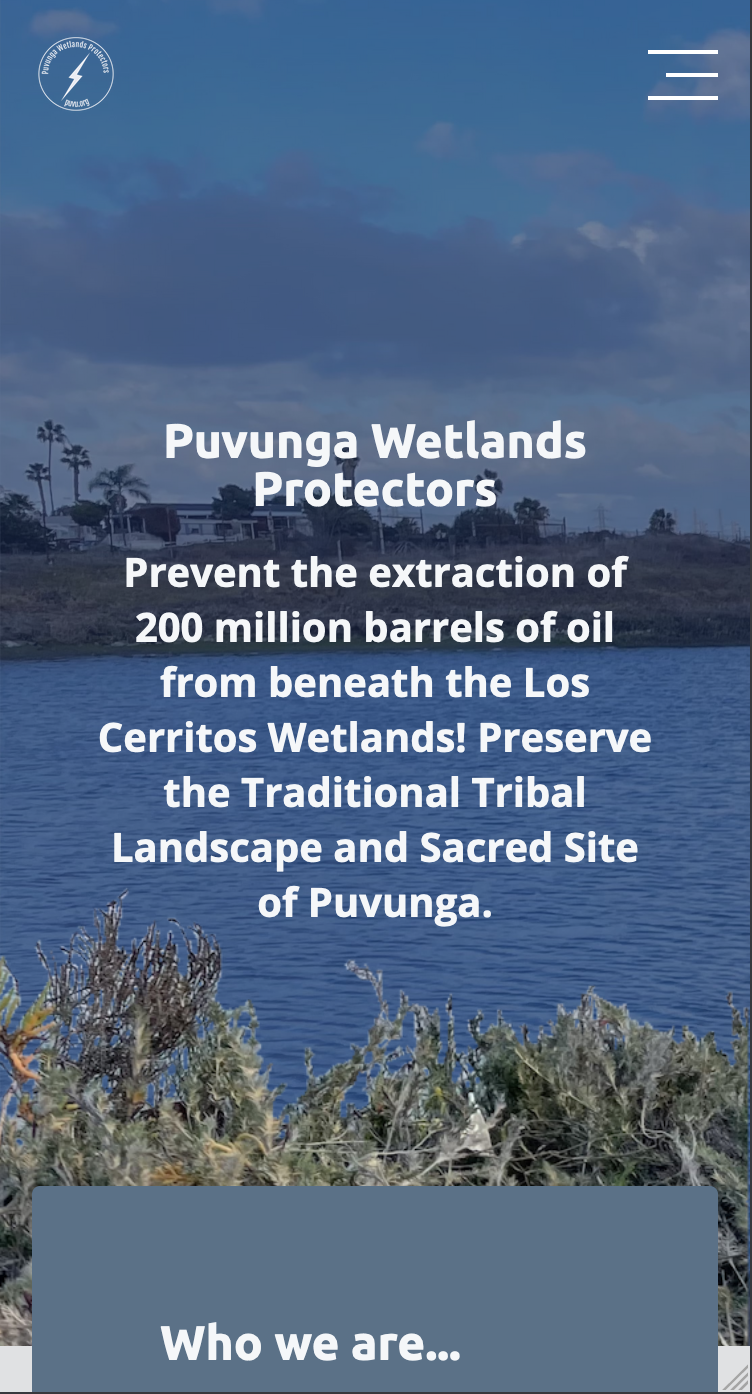 Puvunga Wetlands Protectors
puvu.org
Puvunga Wetlands
Protectors
Prevent the extraction of
200 million barrels of oil
from beneath the Los
Cerritos Wetlands! Preserve
the Traditional Tribal
Landscape and Sacred Site
of Puvunga.
Who we are...